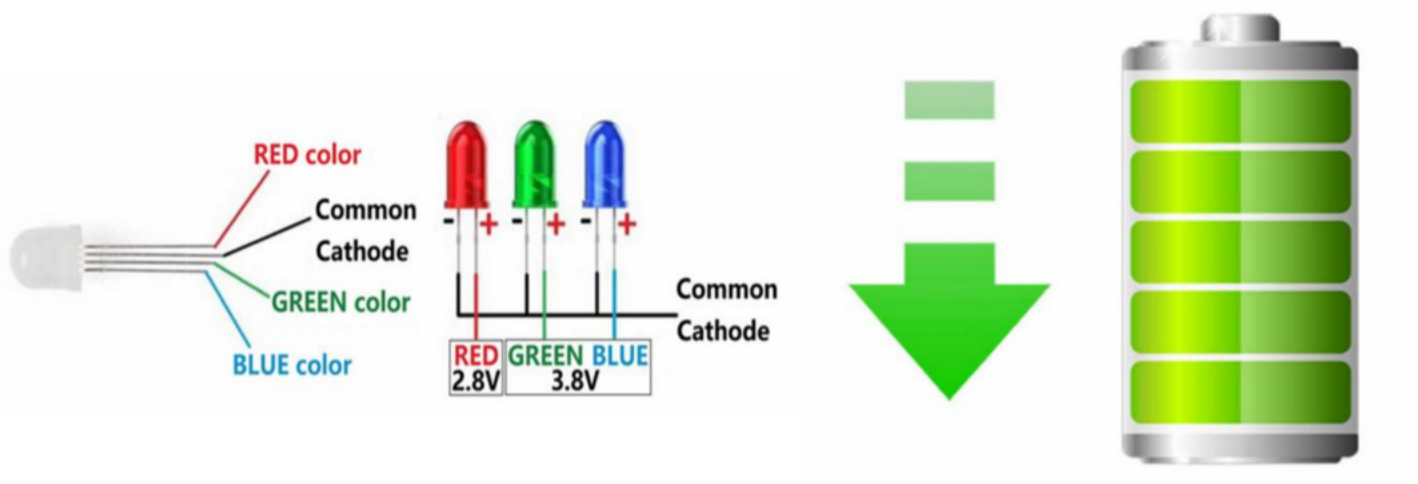 RED color
Common
Cathode
GREEN color
BLUE color
- + - + - +
Common
Cathode
RED GREEN BLUE
2.8V 3.8V